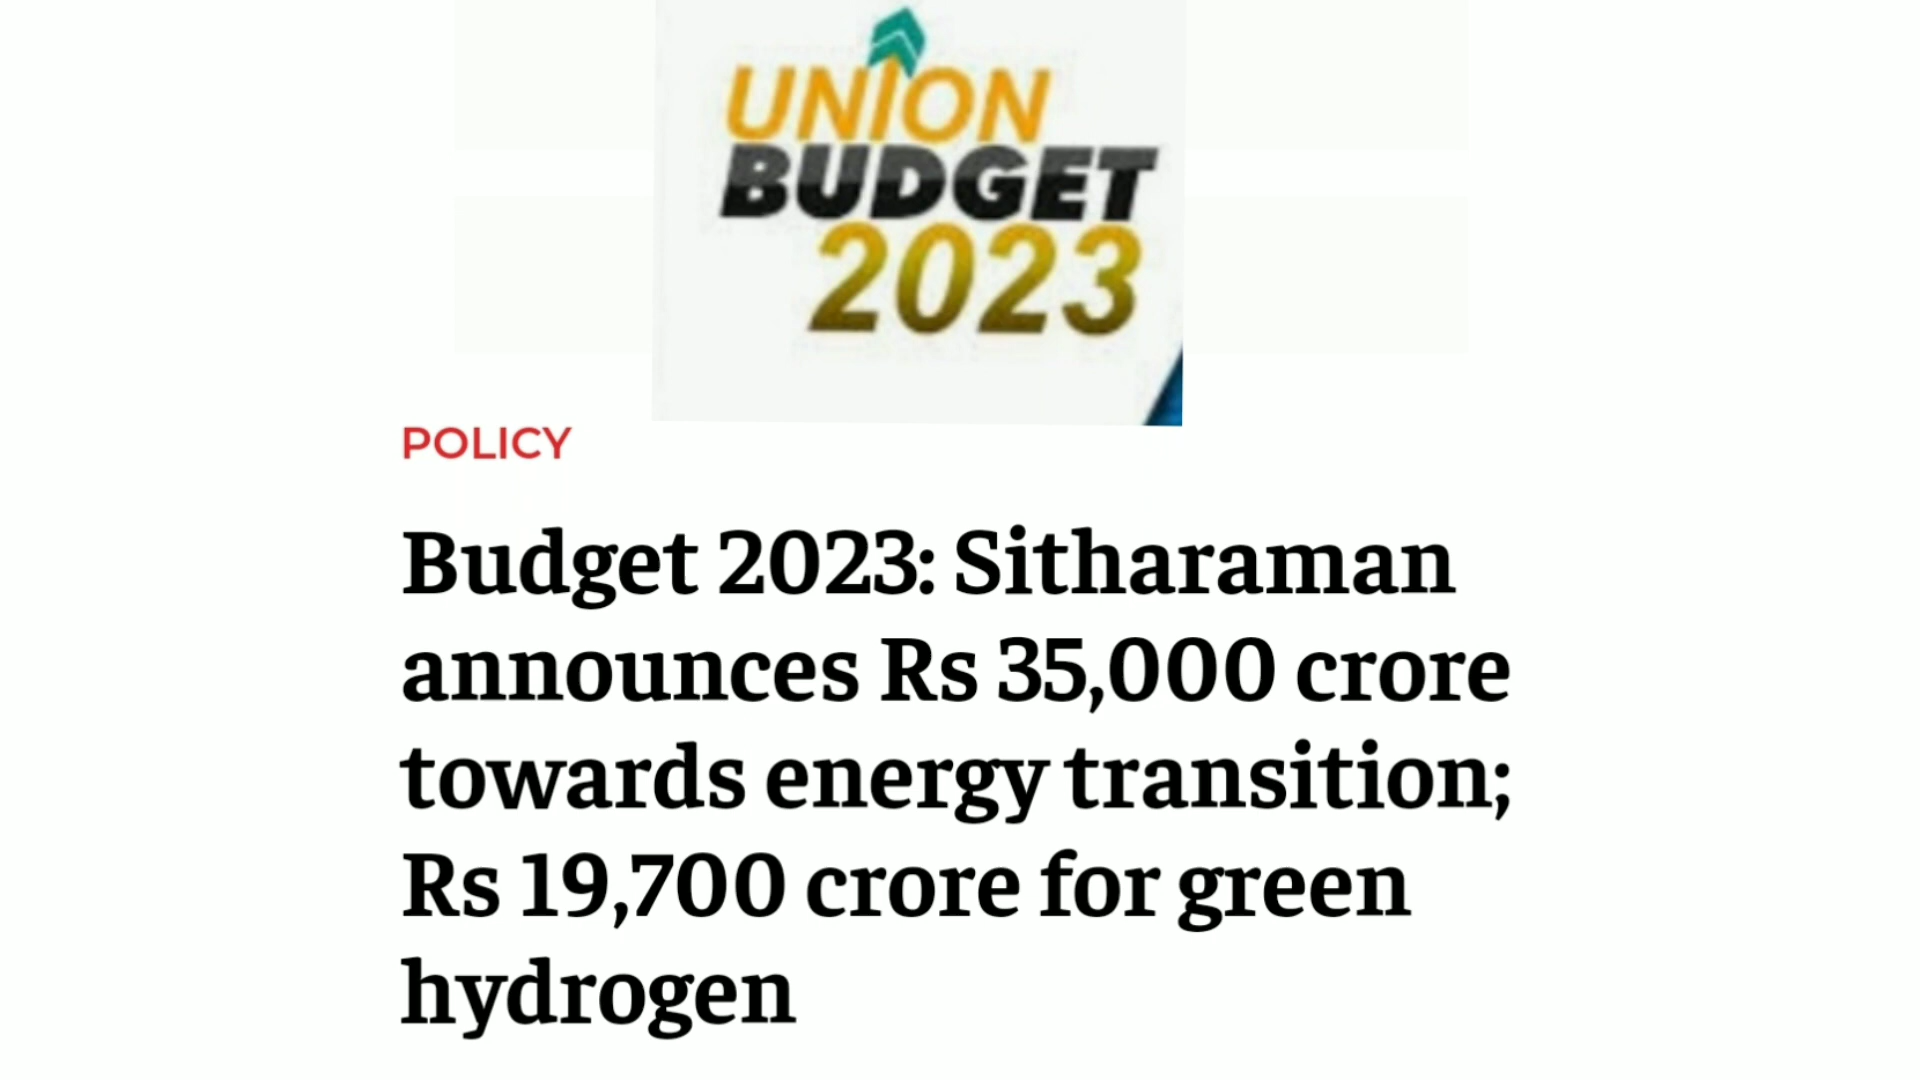 UNION
BUDGET
2023
POLICY
Budget 2023: Sitharaman
announces Rs 35,000 crore
towards energy transition;
Rs 19,700 crore for green
hydrogen